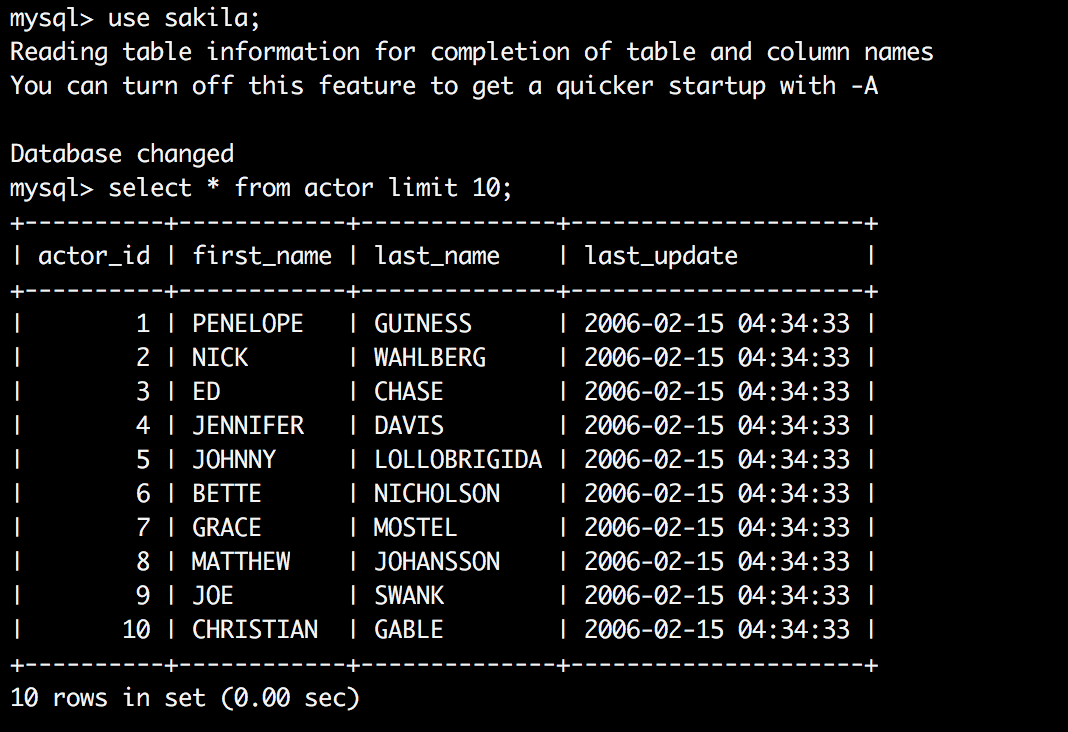 mysql> use sakila;
Reading table information for completion of table and column names
You can turn off this feature to get a quicker startup with -A

Database changed
mysql> select * from actor limit 10;
+----------+------------+--------------+---------------------+
| actor_id | first_name | last_name    | last_update         |
+----------+------------+--------------+---------------------+
|        1 | PENELOPE   | GUINESS      | 2006-02-15 04:34:33 |
|        2 | NICK       | WAHLBERG     | 2006-02-15 04:34:33 |
|        3 | ED         | CHASE        | 2006-02-15 04:34:33 |
|        4 | JENNIFER   | DAVIS        | 2006-02-15 04:34:33 |
|        5 | JOHNNY     | LOLLOBRIGIDA | 2006-02-15 04:34:33 |
|        6 | BETTE      | NICHOLSON    | 2006-02-15 04:34:33 |
|        7 | GRACE      | MOSTEL       | 2006-02-15 04:34:33 |
|        8 | MATTHEW    | JOHANSSON    | 2006-02-15 04:34:33 |
|        9 | JOE        | SWANK        | 2006-02-15 04:34:33 |
|       10 | CHRISTIAN  | GABLE        | 2006-02-15 04:34:33 |
+----------+------------+--------------+---------------------+
10 rows in set (0.00 sec)